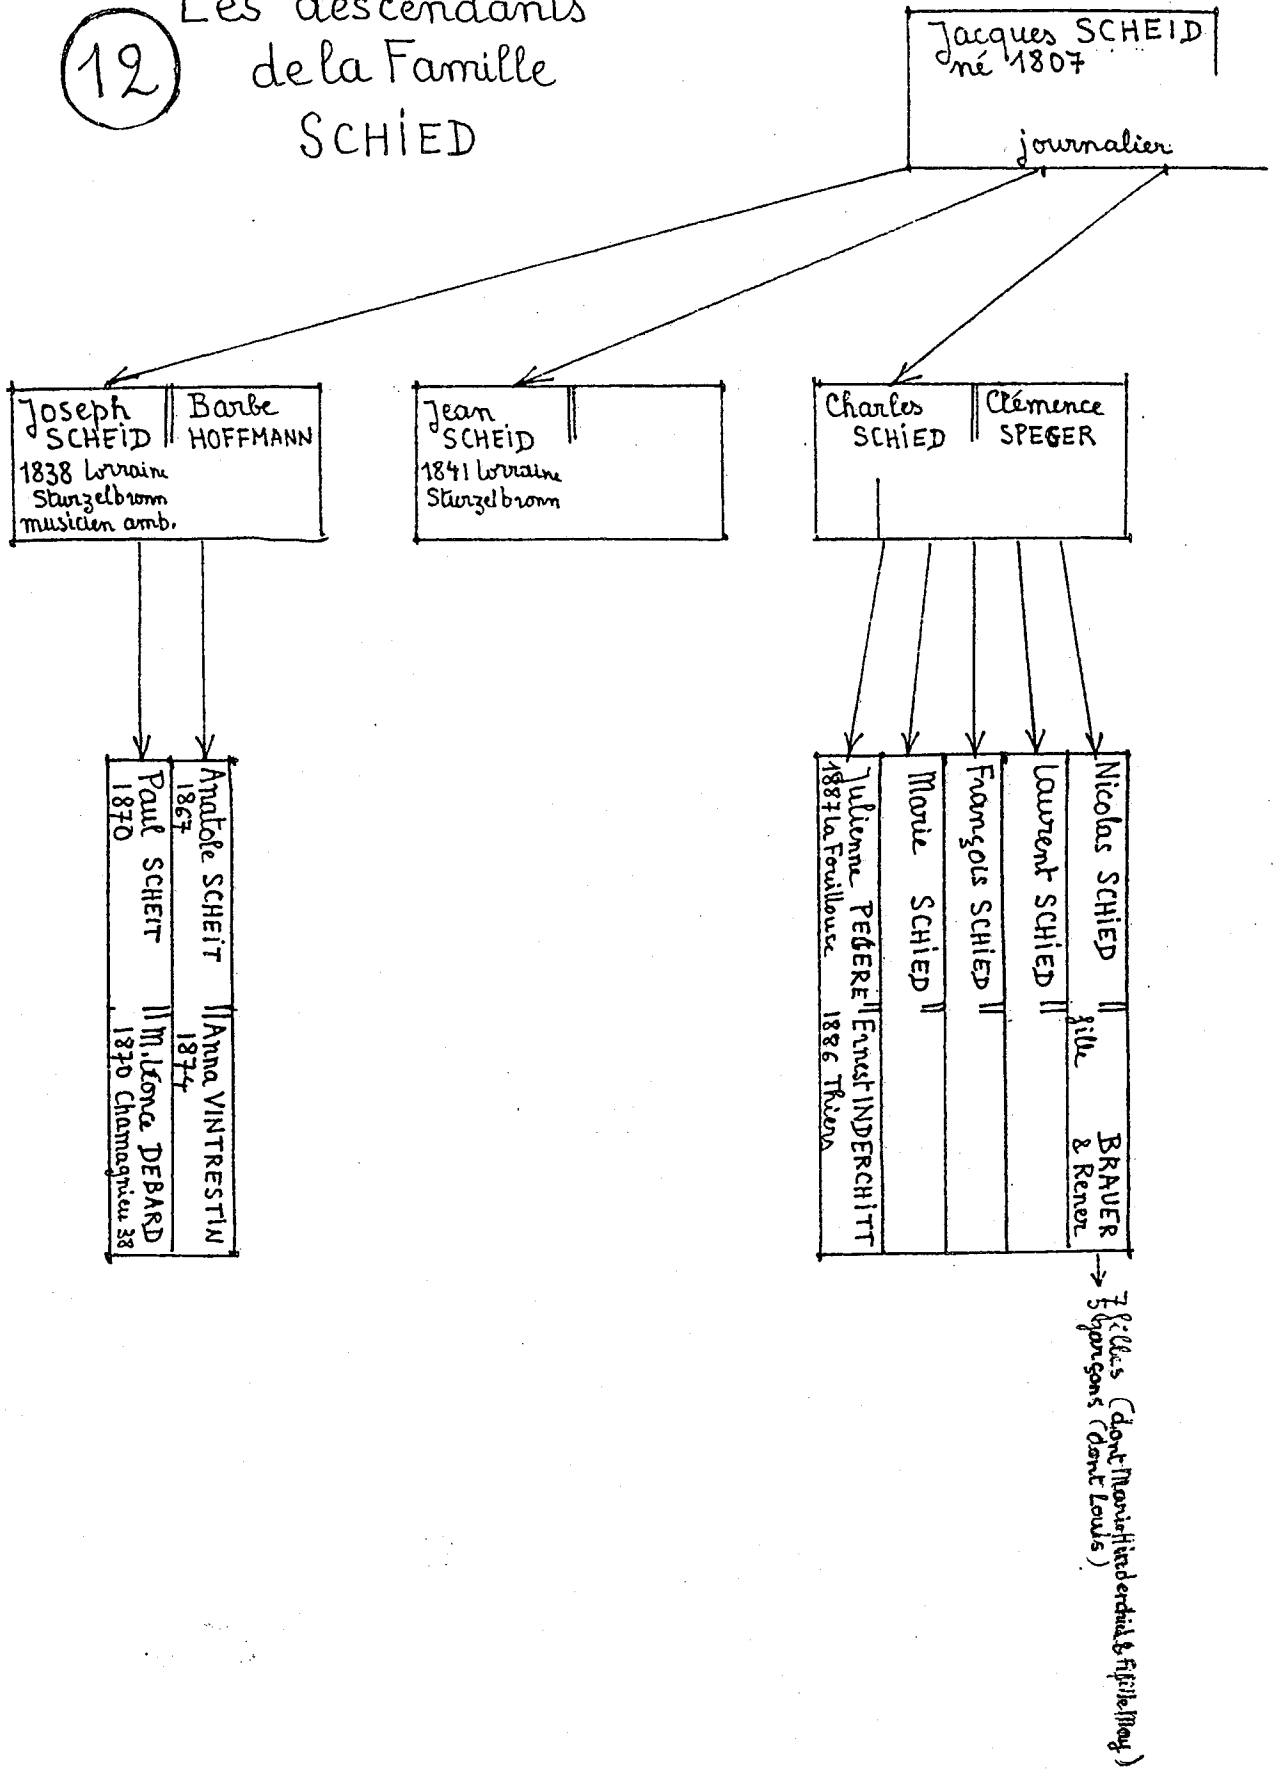 Les descendants
12
de la Famille
SCHiED
Jacques SCHEiD
né 1807
journalier
Joseph
SCHEiD
1838 Lorraine
Sturzelbronn
musicien amb.
Barbe
HOFFMANN
Jean
SCHEiD
1841 Lorraine
Sturzelbronn
Charles
SCHiED
Clémence
SPEGER
Anatole SCHEiT
1867
Anna VINTRESTiN
1874
Paul SCHEIT
1870
M. Léonce DEBARD
1870 Chamagnieu 38
Nicolas SCHiED
fille BRAUER
& Rener
Laurent SCHiED
François SCHiED
Marie SCHiED
Julienne PEGERE
1887 La Fouillouse
Ernest INDERCHiTT
1886 Thiers
7 filles (dont Marie Hinderchied &
5 garçons (dont Louis)